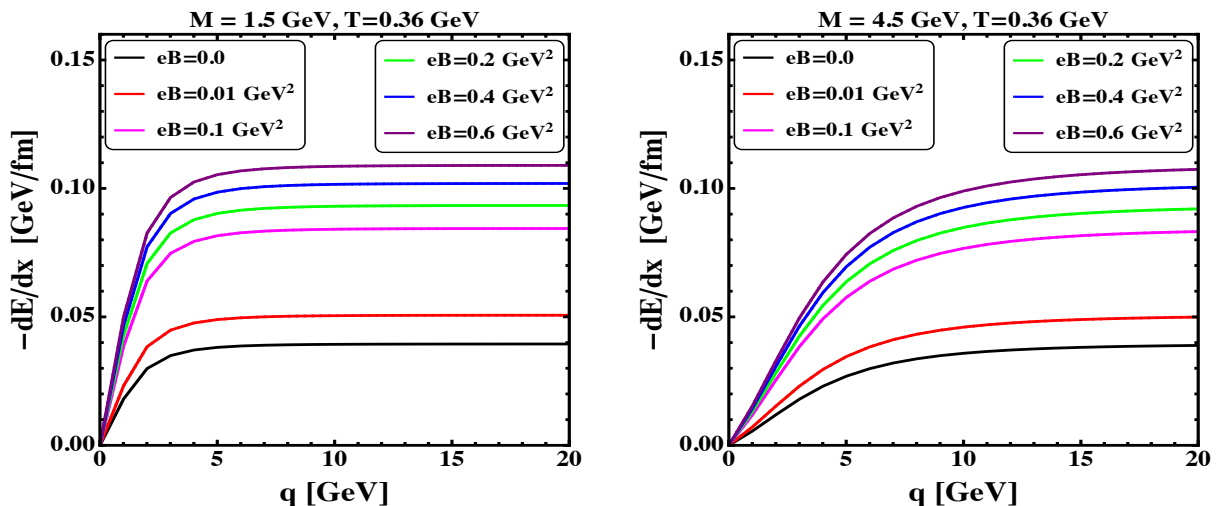 M = 1.5 GeV, T=0.36 GeV
eB=0.0
eB=0.01 GeV²
eB=0.1 GeV²
eB=0.2 GeV²
eB=0.4 GeV²
eB=0.6 GeV²
0.15
0.10
0.05
0.00
−dE/dx [GeV/fm]
0 5 10 15 20
q [GeV]
M = 4.5 GeV, T=0.36 GeV
eB=0.0
eB=0.01 GeV²
eB=0.1 GeV²
eB=0.2 GeV²
eB=0.4 GeV²
eB=0.6 GeV²
0.15
0.10
0.05
0.00
−dE/dx [GeV/fm]
0 5 10 15 20
q [GeV]